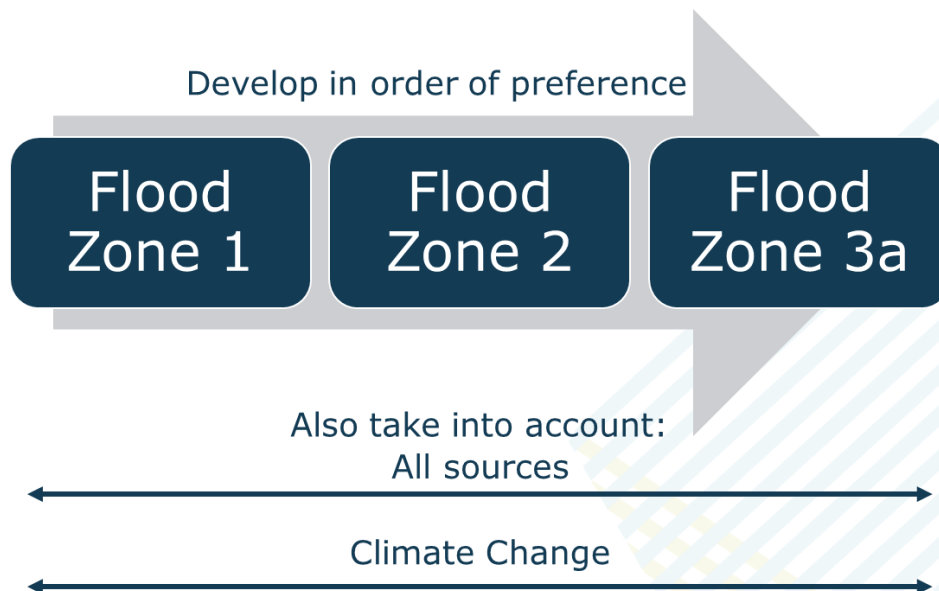 Develop in order of preference
Flood
Zone 1
Flood
Zone 2
Flood
Zone 3a
Also take into account:
All sources
Climate Change